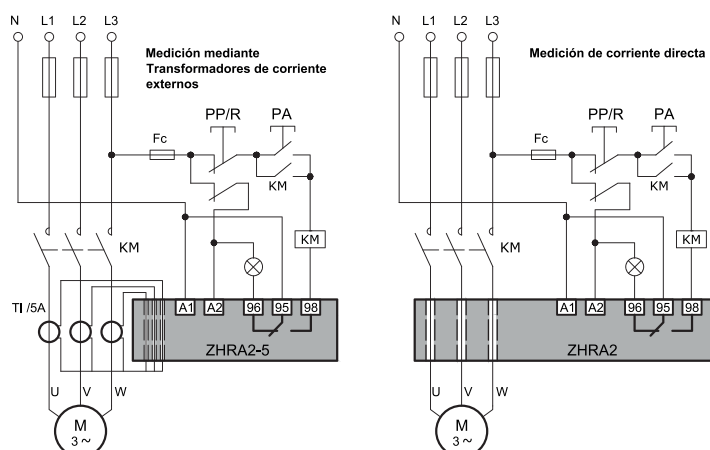 N L1 L2 L3
Medición mediante
Transformadores de corriente
externos
PP/R PA
Fc
KM
KM
KM
TI /5A
A1 A2 96 95 98
ZHRA2-5
U V W
M
3 ~
N L1 L2 L3
Medición de corriente directa
PP/R PA
Fc
KM
KM
KM
A1 A2 96 95 98
ZHRA2
U V W
M
3 ~